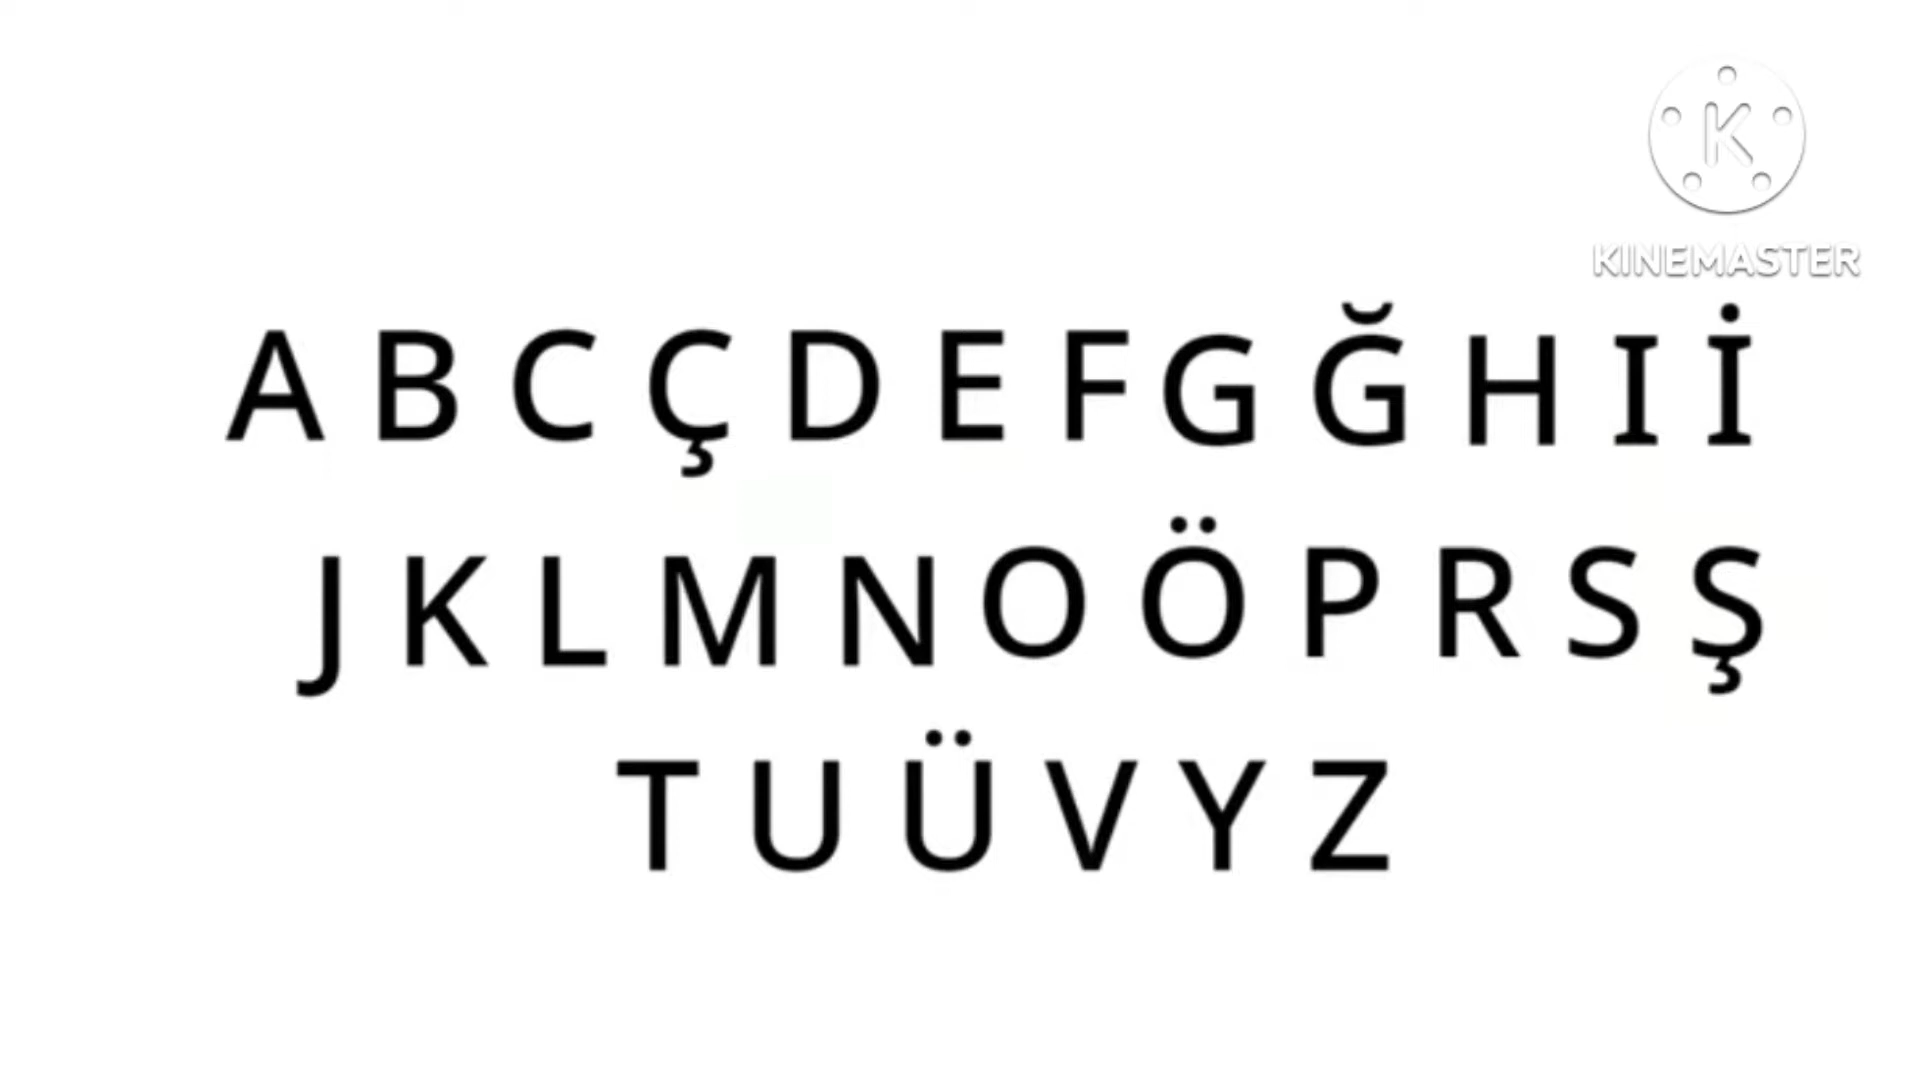 K
KINEMASTER
A B C Ç D E F G Ğ H I İ
J K L M N O Ö P R S Ş
T U Ü V Y Z